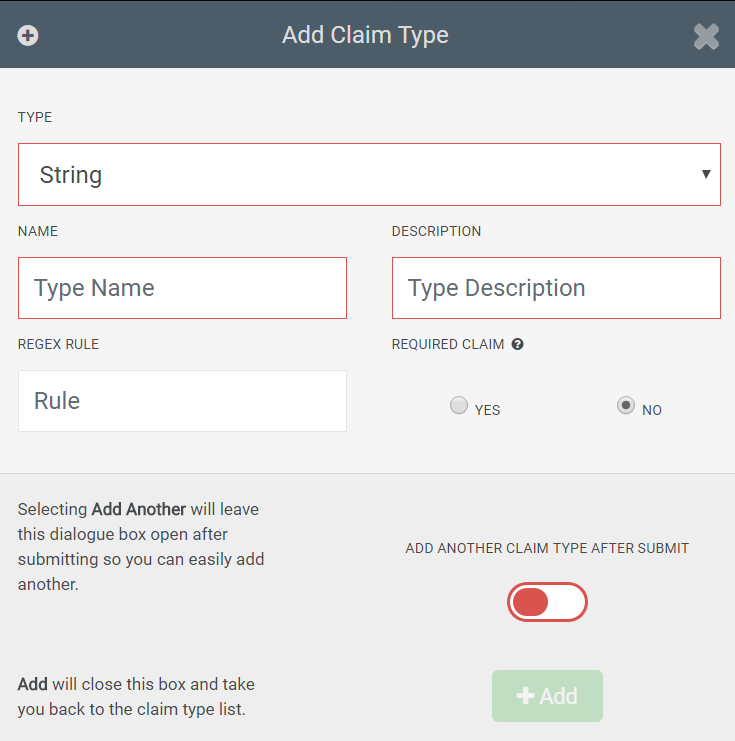 Add Claim Type
TYPE
String
NAME
DESCRIPTION
Type Name
Type Description
REGEX RULE
REQUIRED CLAIM
Rule
YES
NO
Selecting Add Another will leave
this dialogue box open after
submitting so you can easily add
another.
ADD ANOTHER CLAIM TYPE AFTER SUBMIT
Add will close this box and take
you back to the claim type list.
Add